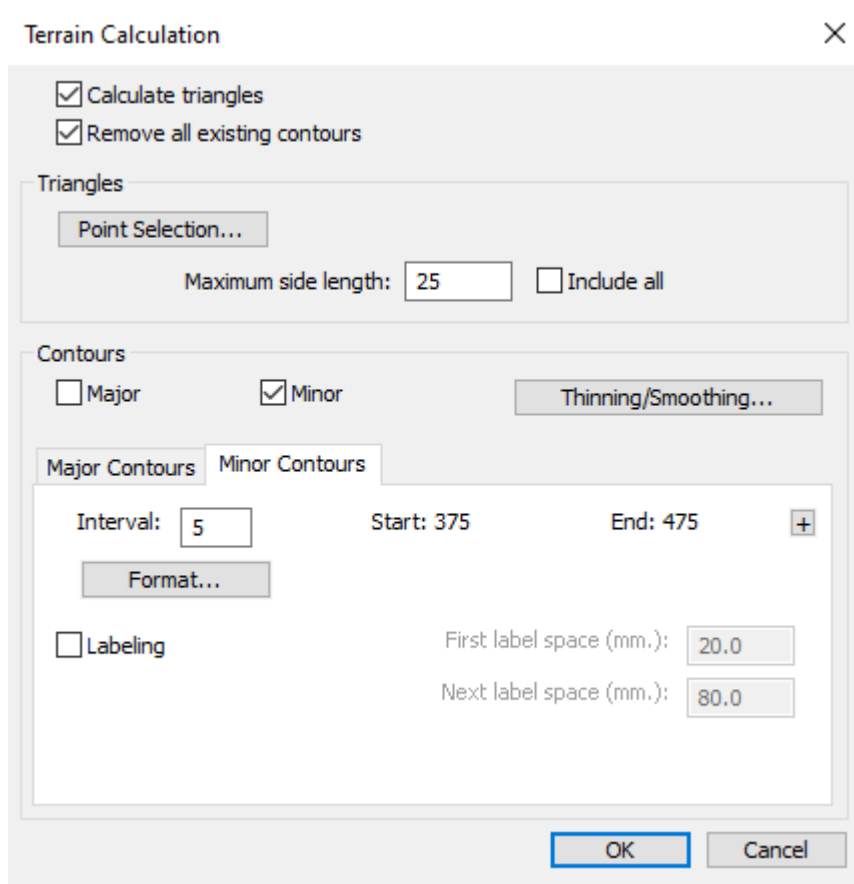 Terrain Calculation
Calculate triangles
Remove all existing contours
Triangles
Point Selection...
Maximum side length: 25 Include all
Contours
Major Minor Thinning/Smoothing...
Major Contours Minor Contours
Interval: 5 Start: 375 End: 475 +
Format...
Labeling First label space (mm.): 20.0
Next label space (mm.): 80.0
OK Cancel